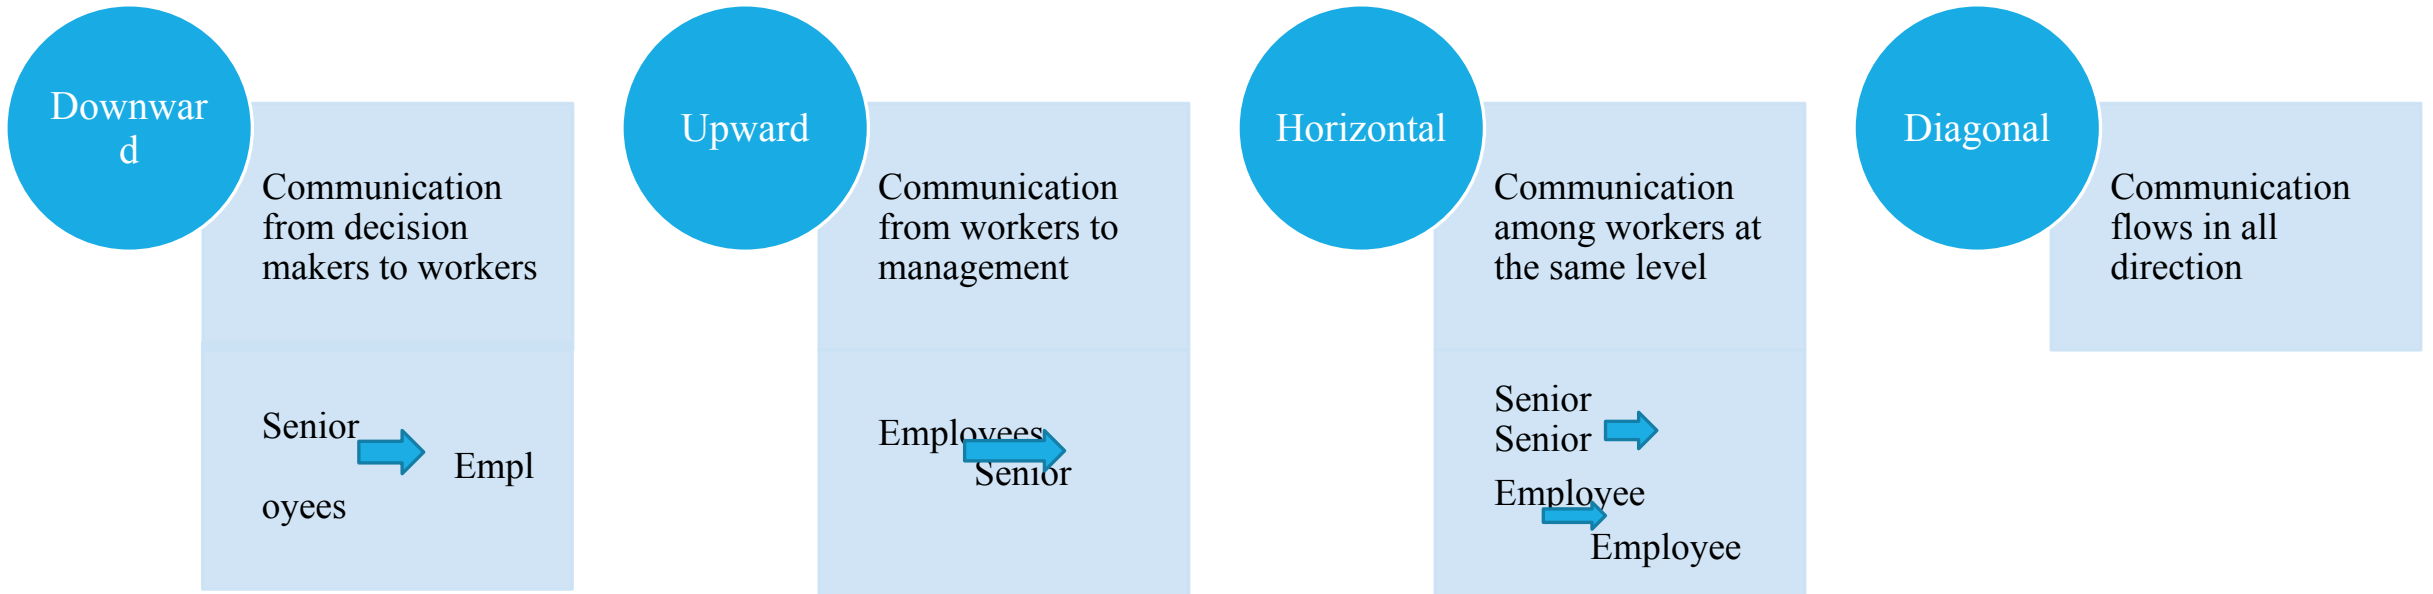 Downwar
d
Communication
from decision
makers to workers
Senior
Empl
oyees
Upward
Communication
from workers to
management
Employees
Senior
Horizontal
Communication
among workers at
the same level
Senior
Senior
Employee
Employee
Diagonal
Communication
flows in all
direction